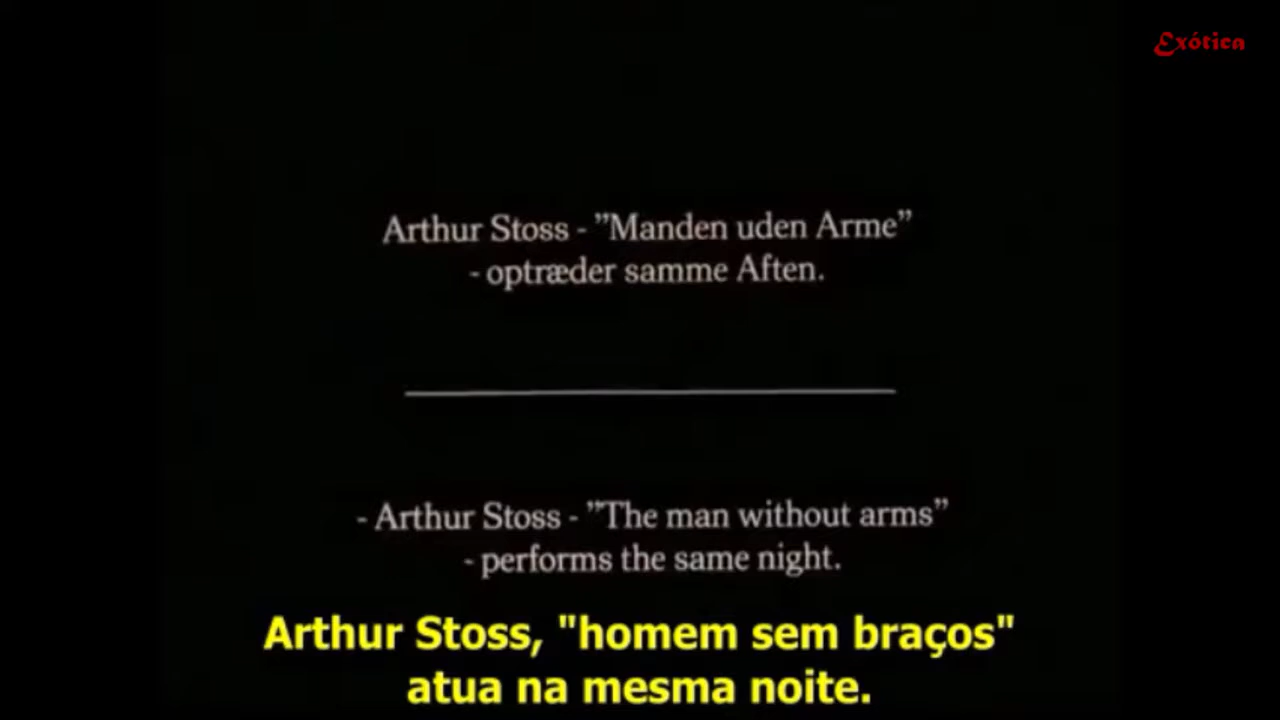 Exótica
Arthur Stoss - ”Manden uden Arme”
- optræder samme Aften.
- Arthur Stoss - ”The man without arms”
- performs the same night.
Arthur Stoss, "homem sem braços"
atua na mesma noite.